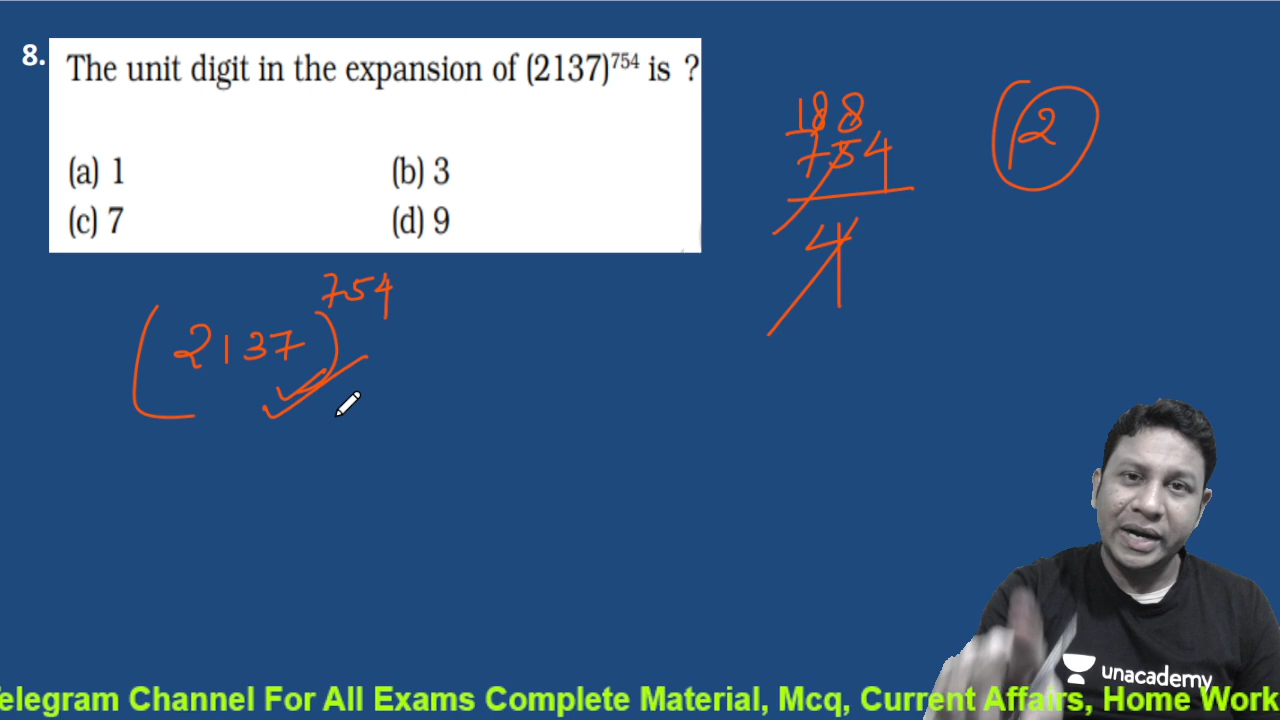 8.
The unit digit in the expansion of (2137)⁷⁵⁴ is ?
(a) 1 (b) 3
(c) 7 (d) 9
188
754
4
2
(2137)⁷⁵⁴
unacademy
elegram Channel For All Exams Complete Material, Mcq, Current Affairs, Home Work